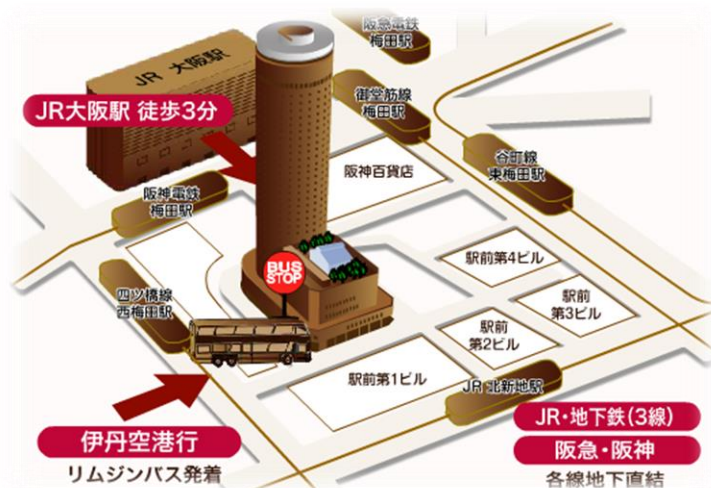 阪急電鉄
梅田駅
JR 大阪駅
JR大阪駅 徒歩3分
御堂筋線
梅田駅
谷町線
東梅田駅
阪神百貨店
阪神電鉄
梅田駅
BUS
STOP
駅前第4ビル
四ツ橋線
西梅田駅
駅前
第3ビル
駅前
第2ビル
駅前第1ビル
JR 北新地駅
伊丹空港行
リムジンバス発着
JR・地下鉄(3線)
阪急・阪神
各線地下直結